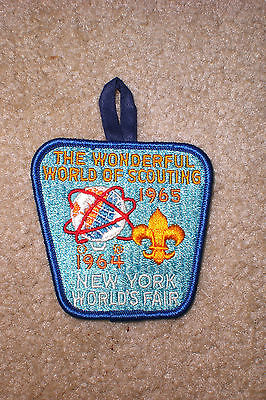 THE WONDERFUL
WORLD OF SCOUTING
1965
1964
NEW YORK
WORLD'S FAIR